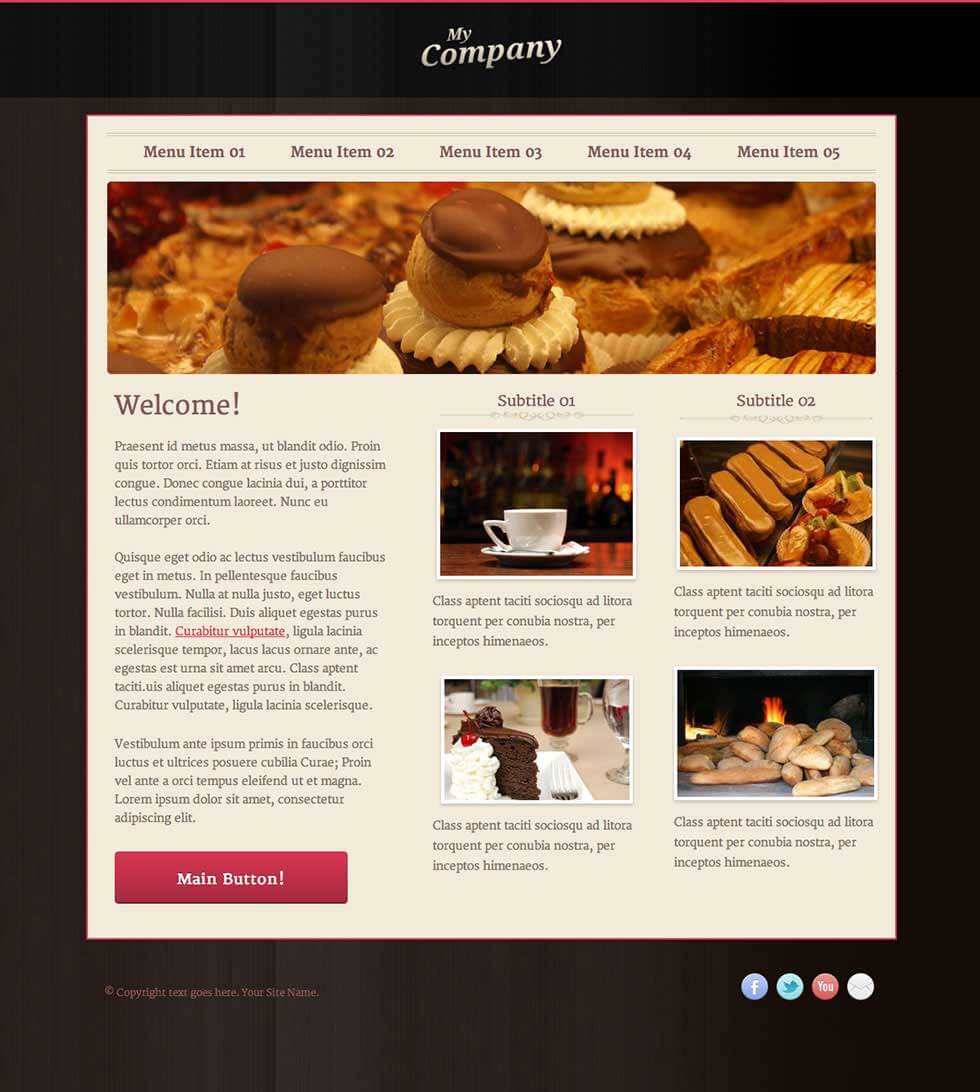 My
Company
Menu Item 01
Menu Item 02
Menu Item 03
Menu Item 04
Menu Item 05
Welcome!
Praesent id metus massa, ut blandit odio. Proin
quis tortor orci. Etiam at risus et justo dignissim
congue. Donec congue lacinia dui, a porttitor
lectus condimentum laoreet. Nunc eu
ullamcorper orci.
Quisque eget odio ac lectus vestibulum faucibus
eget in metus. In pellentesque faucibus
vestibulum. Nulla at nulla justo, eget luctus
tortor. Nulla facilisi. Duis aliquet egestas purus
in blandit. Curabitur vulputate, ligula lacinia
scelerisque tempor, lacus lacus ornare ante, ac
egestas est urna sit amet arcu. Class aptent
taciti.uis aliquet egestas purus in blandit.
Curabitur vulputate, ligula lacinia scelerisque.
Vestibulum ante ipsum primis in faucibus orci
luctus et ultrices posuere cubilia Curae; Proin
vel ante a orci tempus eleifend ut et magna.
Lorem ipsum dolor sit amet, consectetur
adipiscing elit.
Main Button!
Subtitle 01
Class aptent taciti sociosqu ad litora
torquent per conubia nostra, per
inceptos himenaeos.
Class aptent taciti sociosqu ad litora
torquent per conubia nostra, per
inceptos himenaeos.
Subtitle 02
Class aptent taciti sociosqu ad litora
torquent per conubia nostra, per
inceptos himenaeos.
Class aptent taciti sociosqu ad litora
torquent per conubia nostra, per
inceptos himenaeos.
© Copyright text goes here. Your Site Name.
f
You